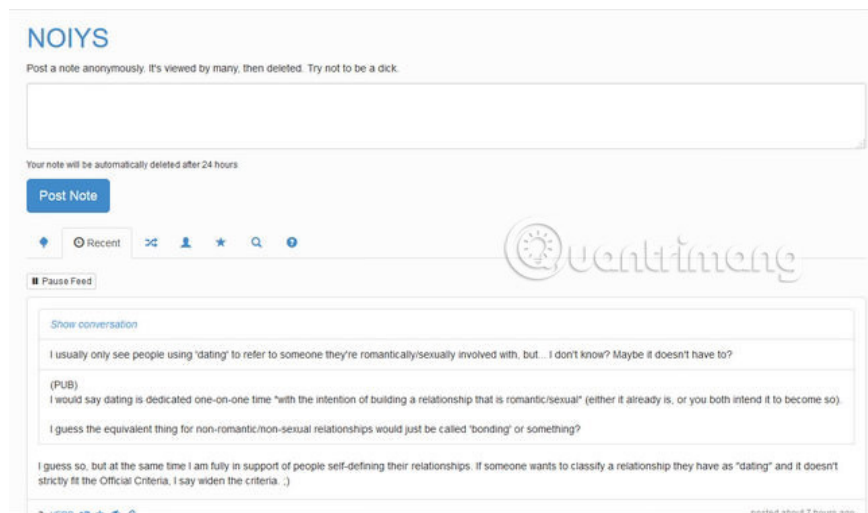 NOIYS
Post a note anonymously. It's viewed by many, then deleted. Try not to be a dick.
Your note will be automatically deleted after 24 hours
Post Note
Recent
Quantrimang
Pause Feed
Show conversation
I usually only see people using 'dating' to refer to someone they're romantically/sexually involved with, but... I don't know? Maybe it doesn't have to?
(PUB)
I would say dating is dedicated one-on-one time "with the intention of building a relationship that is romantic/sexual" (either it already is, or you both intend it to become so).
I guess the equivalent thing for non-romantic/non-sexual relationships would just be called 'bonding' or something?
I guess so, but at the same time I am fully in support of people self-defining their relationships. If someone wants to classify a relationship they have as "dating" and it doesn't
strictly fit the Official Criteria, I say widen the criteria. ;)
posted about 7 hours ago